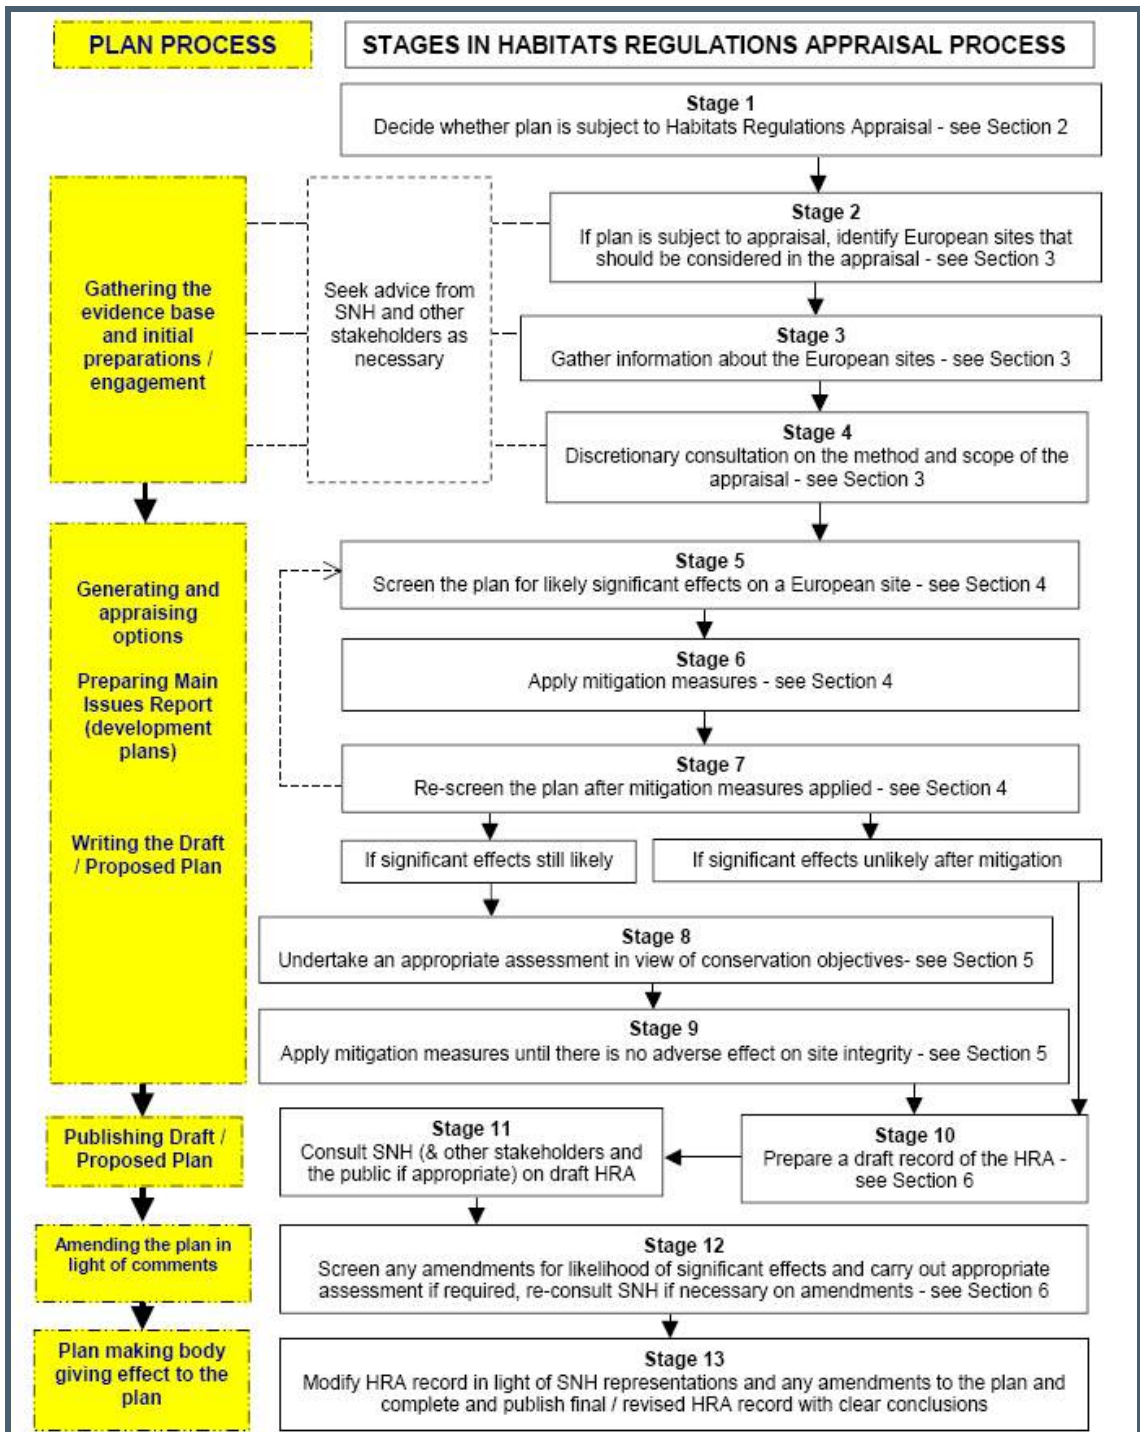 PLAN PROCESS
STAGES IN HABITATS REGULATIONS APPRAISAL PROCESS
Stage 1
Decide whether plan is subject to Habitats Regulations Appraisal - see Section 2
Gathering the
evidence base
and initial
preparations /
engagement
Seek advice from
SNH and other
stakeholders as
necessary
Stage 2
If plan is subject to appraisal, identify European sites that
should be considered in the appraisal - see Section 3
Stage 3
Gather information about the European sites - see Section 3
Stage 4
Discretionary consultation on the method and scope of the
appraisal - see Section 3
Generating and
appraising
options
Preparing Main
Issues Report
(development
plans)
Writing the Draft
/ Proposed Plan
Stage 5
Screen the plan for likely significant effects on a European site - see Section 4
Stage 6
Apply mitigation measures - see Section 4
Stage 7
Re-screen the plan after mitigation measures applied - see Section 4
If significant effects still likely
If significant effects unlikely after mitigation
Stage 8
Undertake an appropriate assessment in view of conservation objectives- see Section 5
Stage 9
Apply mitigation measures until there is no adverse effect on site integrity - see Section 5
Publishing Draft /
Proposed Plan
Stage 11
Consult SNH (& other stakeholders and
the public if appropriate) on draft HRA
Stage 10
Prepare a draft record of the HRA -
see Section 6
Amending the plan in
light of comments
Stage 12
Screen any amendments for likelihood of significant effects and carry out appropriate
assessment if required, re-consult SNH if necessary on amendments - see Section 6
Plan making body
giving effect to the
plan
Stage 13
Modify HRA record in light of SNH representations and any amendments to the plan and
complete and publish final / revised HRA record with clear conclusions